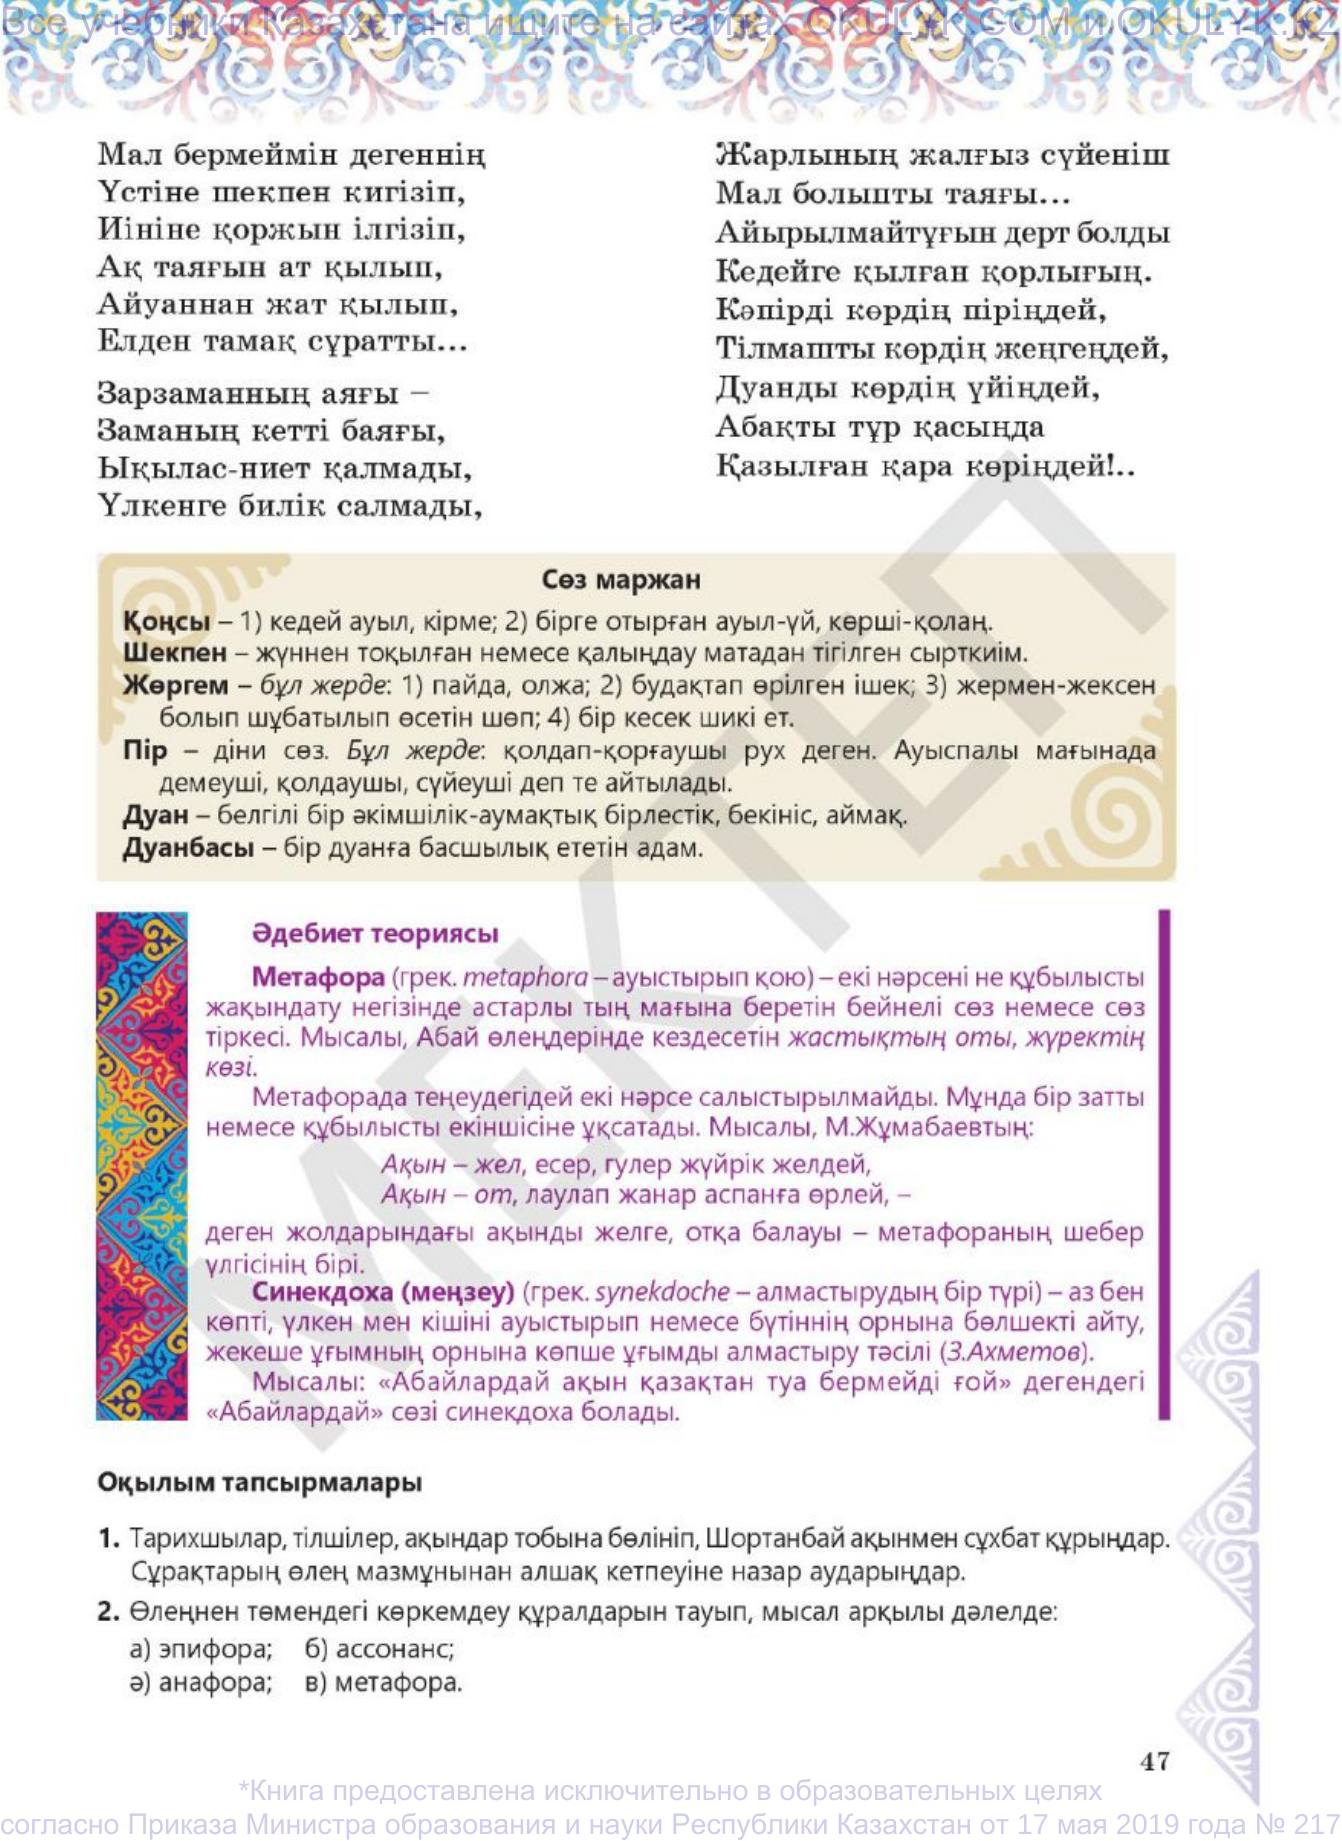 Все учебники Казахстана ищите на сайтах OKULYK.COM и OKULYK.KZ
Мал бермеймін дегеннің
Үстіне шекпен кигізіп,
Иініне қоржын ілгізіп,
Ақ таяғын ат қылып,
Айуаннан жат қылып,
Елден тамақ сұратты...
Зарзаманның аяғы –
Заманың кетті баяғы,
Ықылас-ниет қалмады,
Үлкенге билік салмады,
Жарлының жалғыз сүйеніш
Мал болыпты таяғы...
Айырылмайтұғын дерт болды
Кедейге қылған қорлығың.
Кәпірді көрдің піріңдей,
Тілмашты көрдің жеңгеңдей,
Дуанды көрдің үйіңдей,
Абақты тұр қасыңда
Қазылған қара көріңдей!..
Сөз маржан
Қоңсы – 1) кедей ауыл, кірме; 2) бірге отырған ауыл-үй, көрші-қолаң.
Шекпен – жүннен тоқылған немесе қалыңдау матадан тігілген сырткиім.
Жөргем – бұл жерде: 1) пайда, олжа; 2) будақтап өрілген ішек; 3) жермен-жексен
болып шұбатылып өсетін шөп; 4) бір кесек шикі ет.
Пір – діни сөз. Бұл жерде: қолдап-қорғаушы рух деген. Ауыспалы мағынада
демеуші, қолдаушы, сүйеуші деп те айтылады.
Дуан – белгілі бір әкімшілік-аумақтық бірлестік, бекініс, аймақ.
Дуанбасы – бір дуанға басшылық ететін адам.
МЕКТЕП
Әдебиет теориясы
Метафора (грек. metaphora – ауыстырып қою) – екі нәрсені не құбылысты
жақындату негізінде астарлы тың мағына беретін бейнелі сөз немесе сөз
тіркесі. Мысалы, Абай өлеңдерінде кездесетін жастықтың оты, жүректің
көзі.
Метафорада теңеудегідей екі нәрсе салыстырылмайды. Мұнда бір затты
немесе құбылысты екіншісіне ұқсатады. Мысалы, М.Жұмабаевтың:
Ақын – жел, есер, гулер жүйрік желдей,
Ақын – от, лаулап жанар аспанға өрлей, –
деген жолдарындағы ақынды желге, отқа балауы – метафораның шебер
үлгісінің бірі.
Синекдоха (меңзеу) (грек. synekdoche – алмастырудың бір түрі) – аз бен
көпті, үлкен мен кішіні ауыстырып немесе бүтіннің орнына бөлшекті айту,
жекеше ұғымның орнына көпше ұғымды алмастыру тәсілі (З.Ахметов).
Мысалы: «Абайлардай ақын қазақтан туа бермейді ғой» дегендегі
«Абайлардай» сөзі синекдоха болады.
Оқылым тапсырмалары
1. Тарихшылар, тілшілер, ақындар тобына бөлініп, Шортанбай ақынмен сұхбат құрыңдар.
Сұрақтарың өлең мазмұнынан алшақ кетпеуіне назар аударыңдар.
2. Өлеңнен төмендегі көркемдеу құралдарын тауып, мысал арқылы дәлелде:
а) эпифора; б) ассонанс;
ә) анафора; в) метафора.
47
*Книга предоставлена исключительно в образовательных целях
согласно Приказа Министра образования и науки Республики Казахстан от 17 мая 2019 года № 217